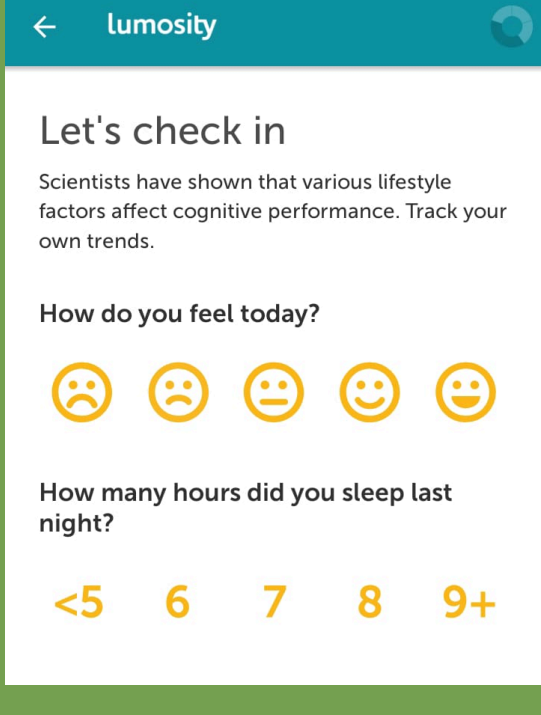 lumosity
Let's check in
Scientists have shown that various lifestyle
factors affect cognitive performance. Track your
own trends.
How do you feel today?
How many hours did you sleep last
night?
<5 6 7 8 9+